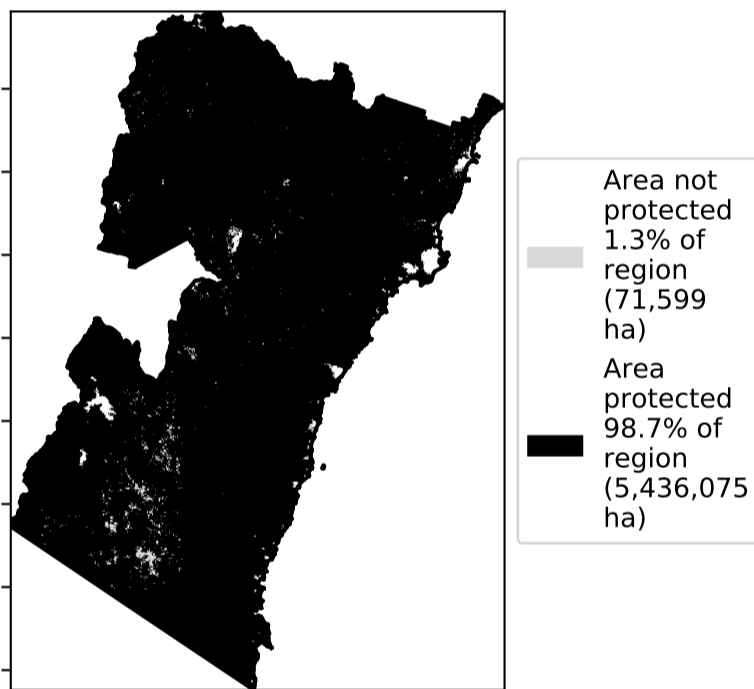 Area not
protected
1.3% of
region
(71,599
ha)
Area
protected
98.7% of
region
(5,436,075
ha)